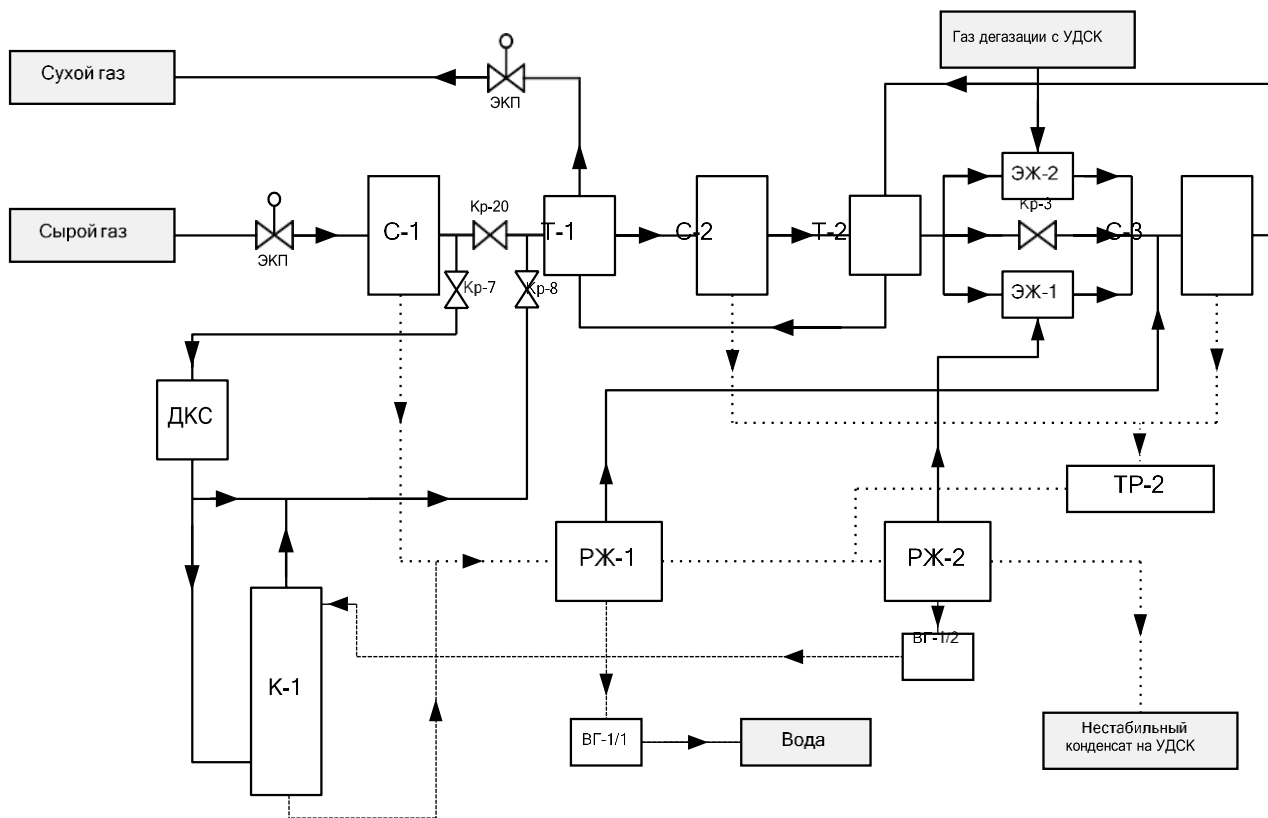 Газ дегазации с УДСК
Сухой газ
ЭКП
ЭЖ-2
Кр-20
Кр-3
Сырой газ
С-1
Т-1
С-2
Т-2
С-3
ЭКП
Кр-7
Кр-8
ЭЖ-1
ДКС
ТР-2
РЖ-1
РЖ-2
ВГ-1/2
К-1
ВГ-1/1
Вода
Нестабильный
конденсат на УДСК